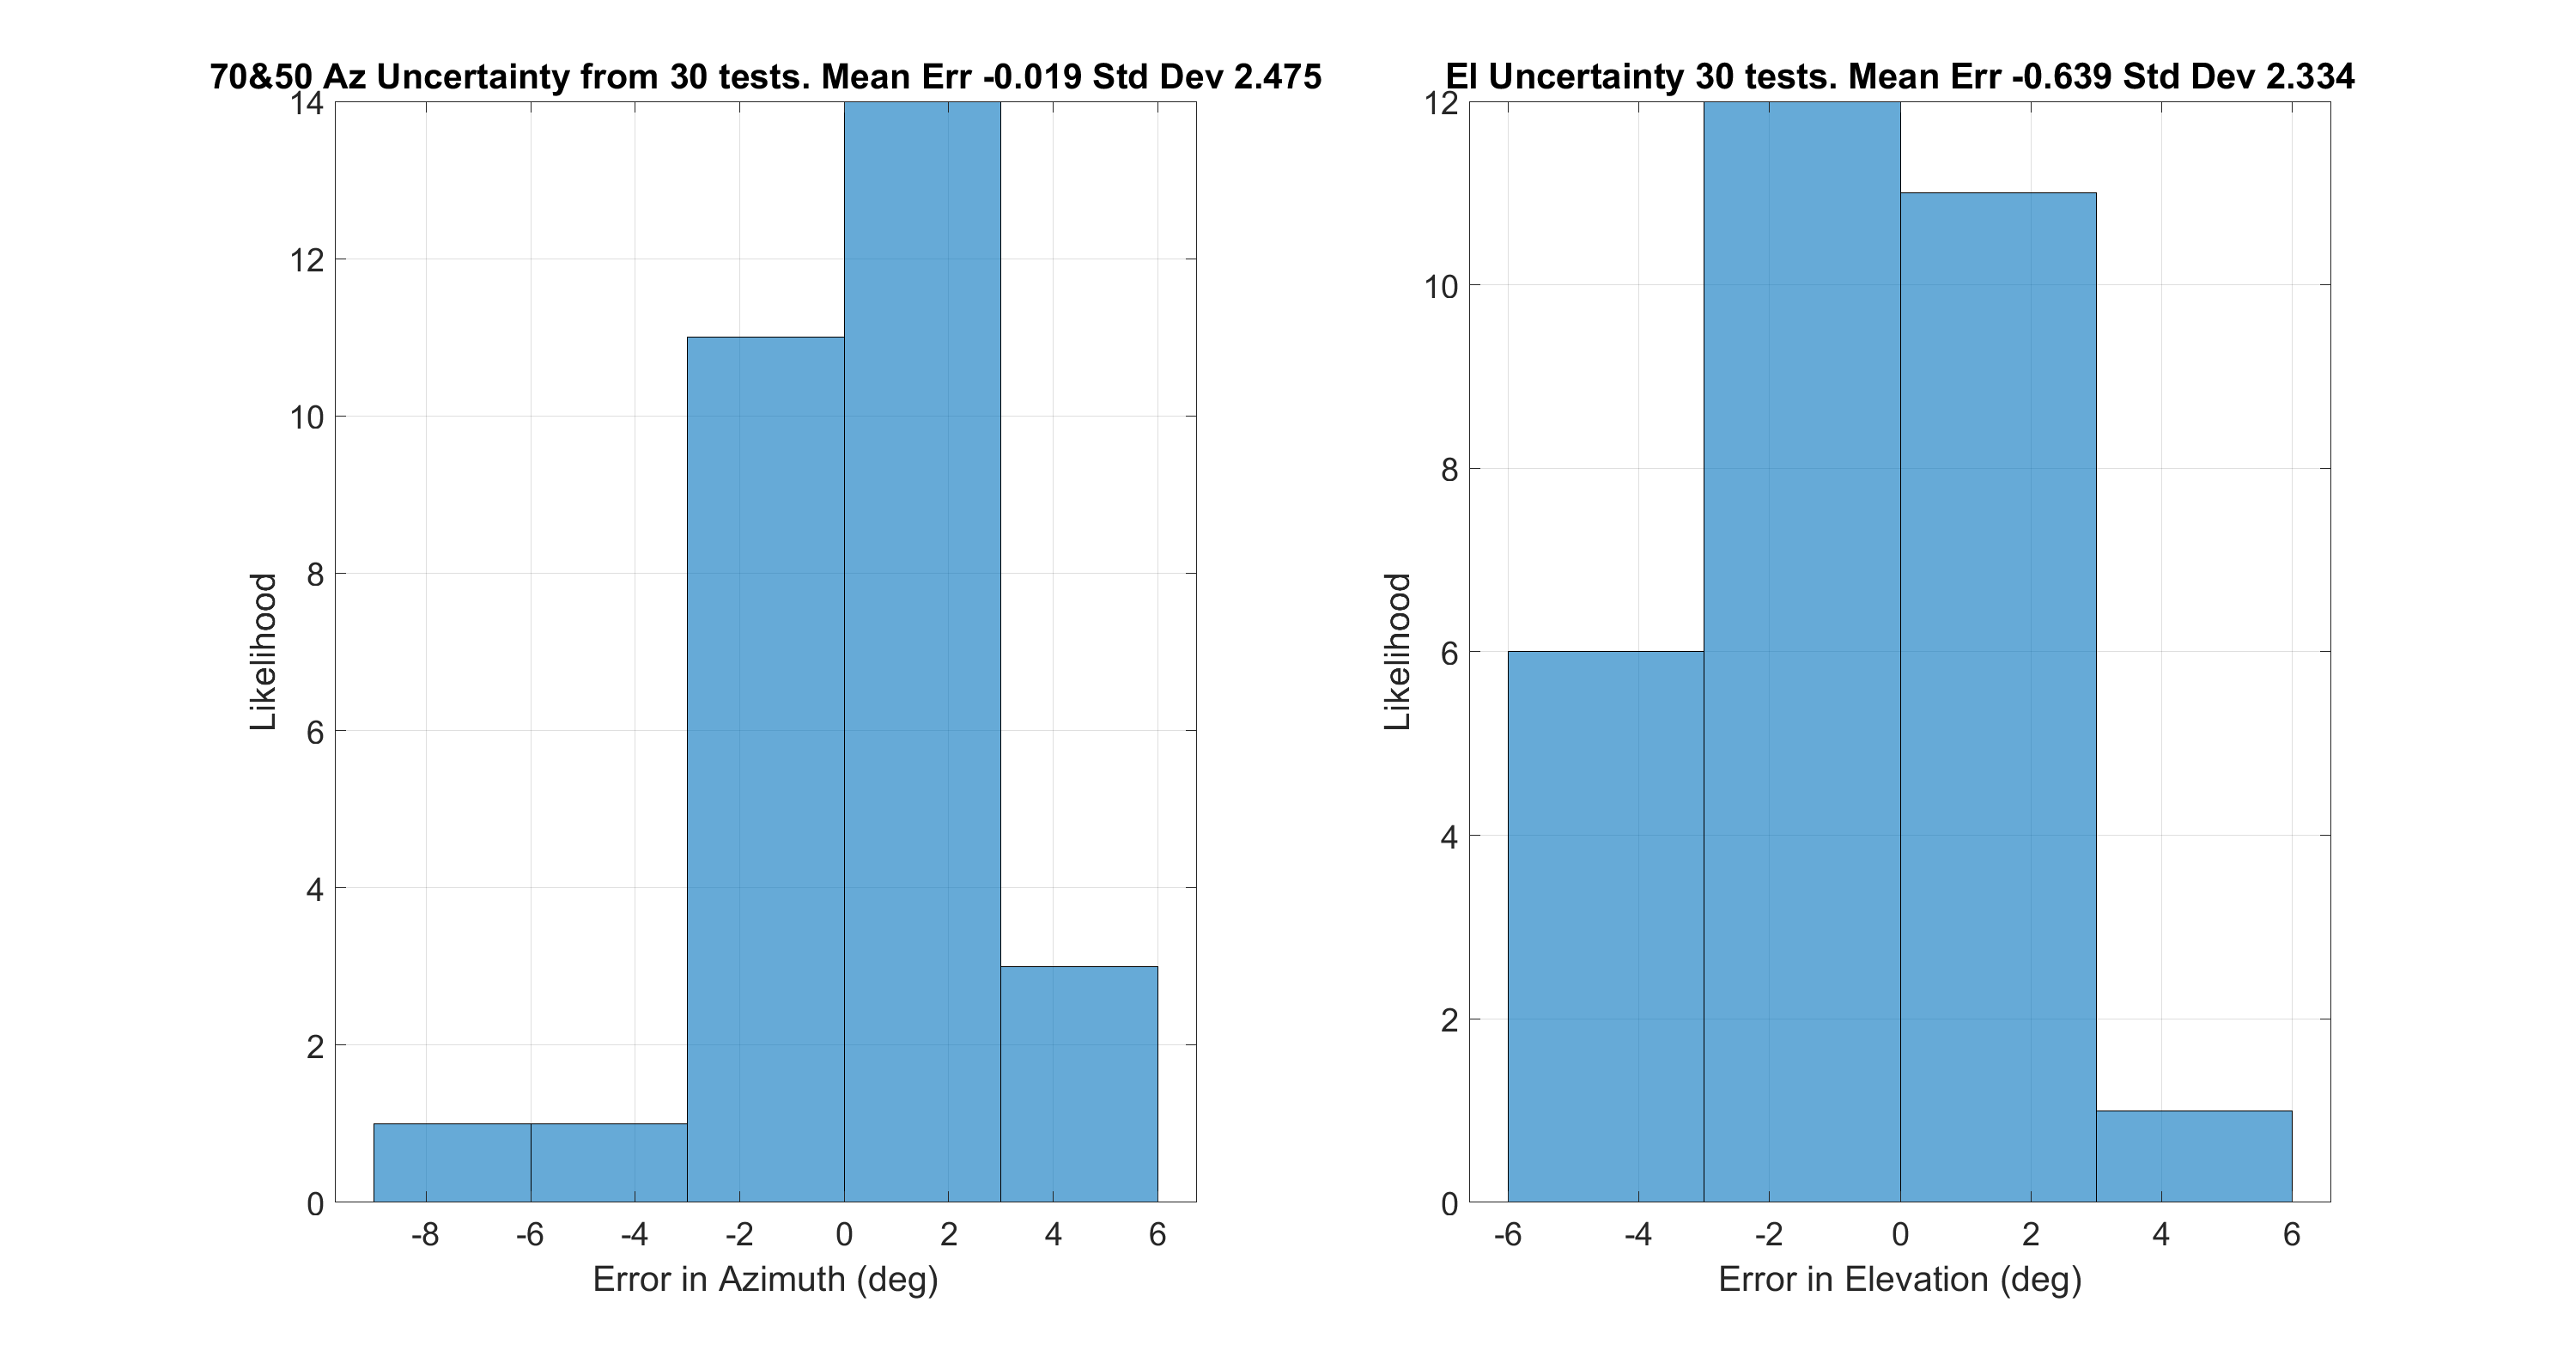 70&50 Az Uncertainty from 30 tests. Mean Err -0.019 Std Dev 2.475
14
12
10
8
6
4
2
0
Likelihood
-8 -6 -4 -2 0 2 4 6
Error in Azimuth (deg)
El Uncertainty 30 tests. Mean Err -0.639 Std Dev 2.334
12
10
8
6
4
2
0
Likelihood
-6 -4 -2 0 2 4 6
Error in Elevation (deg)